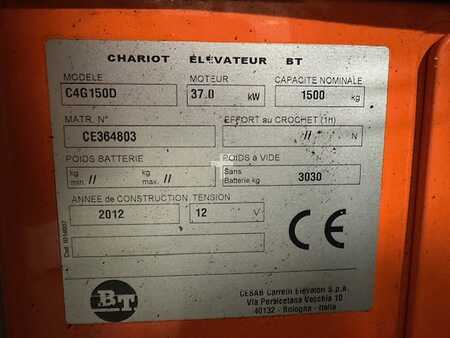 CHARIOT ÉLEVATEUR BT
MODELE MOTEUR CAPACITE NOMINALE
C4G150D 37.0 kW 1500 kg
MATR. N° EFFORT au CROCHET (1H)
CE364803 // N
POIDS BATTERIE POIDS à VIDE
kg min. // kg max. // Sans Batterie kg 3030
ANNÉE de CONSTRUCTION TENSION
2012 12 V
CE
BT
CESAB Carrelli Elevatori S.p.A.
Via Persicetana Vecchia 10
40132 - Bologna - Italia